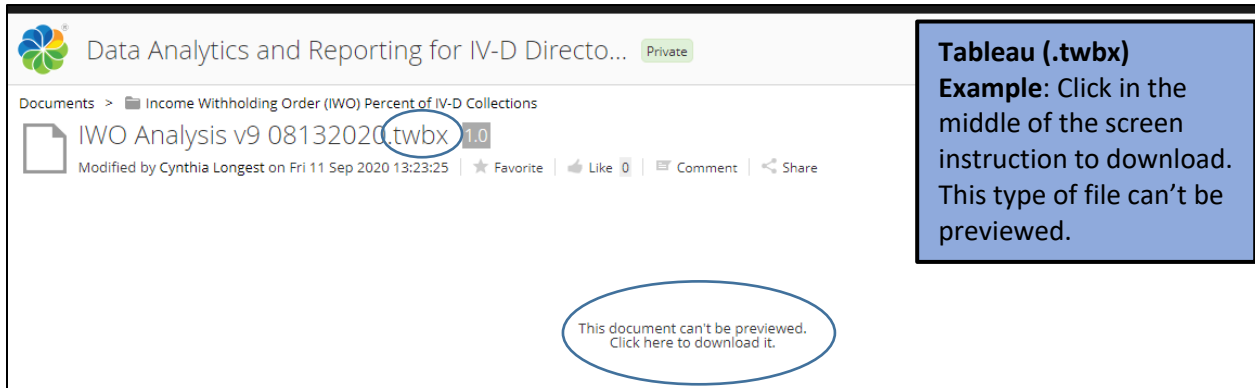 Data Analytics and Reporting for IV-D Directo... Private
Documents > Income Withholding Order (IWO) Percent of IV-D Collections
IWO Analysis v9 08132020.twbx 1.0
Modified by Cynthia Longest on Fri 11 Sep 2020 13:23:25 Favorite Like 0 Comment Share
This document can't be previewed.
Click here to download it.
Tableau (.twbx)
Example: Click in the
middle of the screen
instruction to download.
This type of file can’t be
previewed.